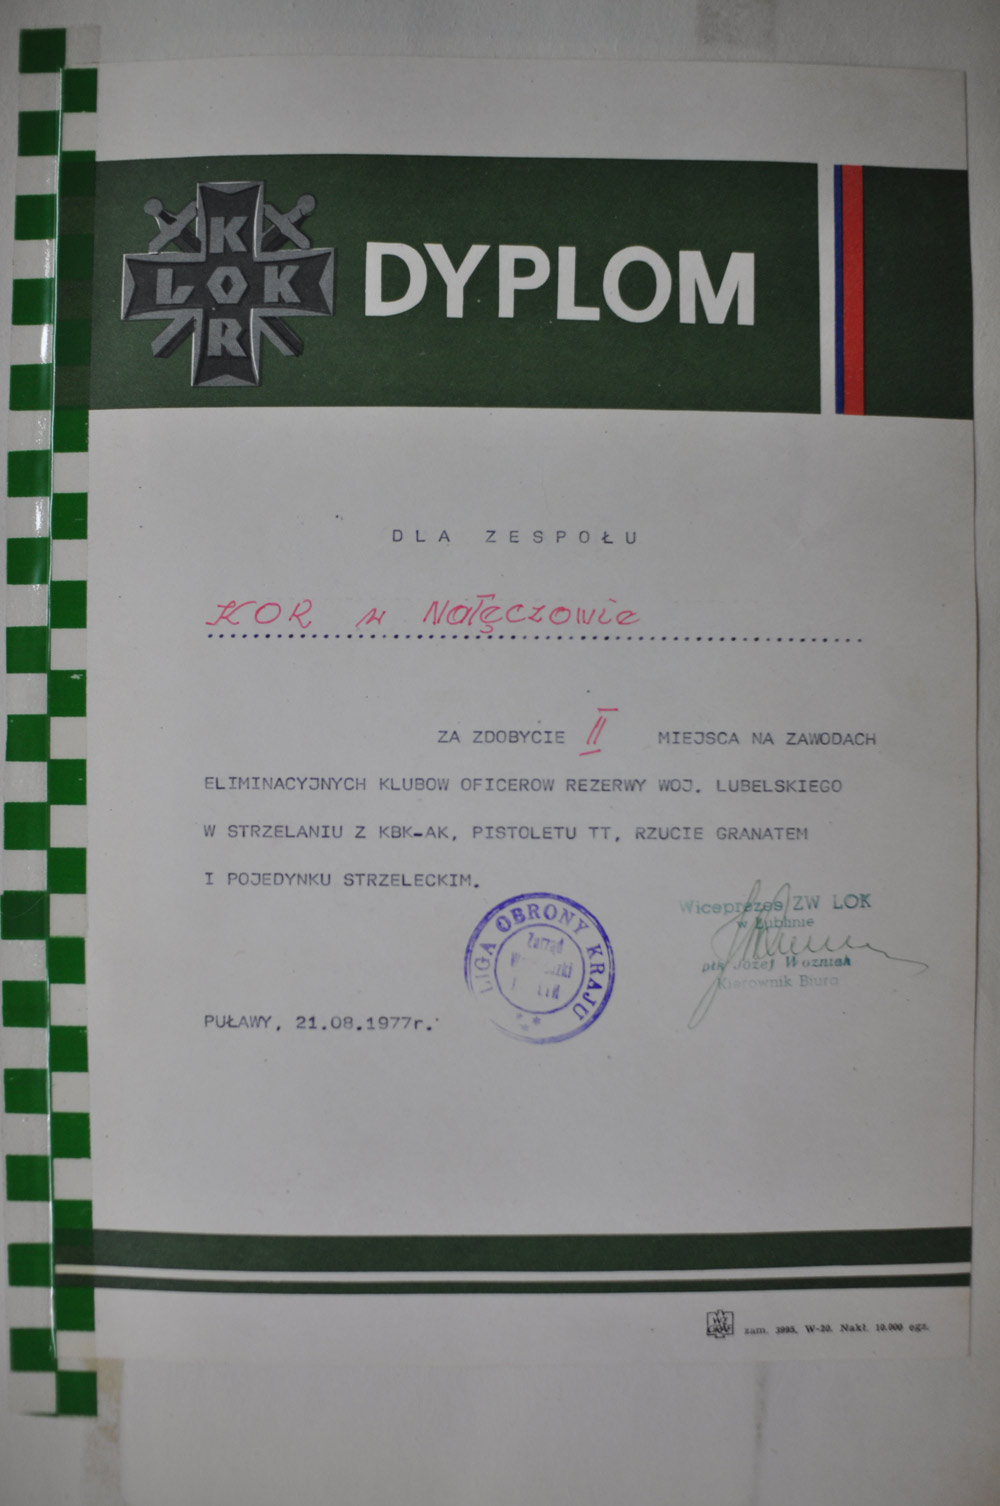 K
LOK
R
DYPLOM
DLA ZESPOŁU
KOR w Nałęczowie
ZA ZDOBYCIE II MIEJSCA NA ZAWODACH
ELIMINACYJNYCH KLUBOW OFICEROW REZERWY WOJ. LUBELSKIEGO
W STRZELANIU Z KBK-AK, PISTOLETU TT, RZUCIE GRANATEM
I POJEDYNKU STRZELECKIM.
LIGA OBRONY KRAJU
Zarząd
Wiceprezes ZW LOK
w Lublinie
płk Józef Woźniak
Kierownik Biura
PUŁAWY, 21.08.1977r.
zam. 3995, W-20. Nakł. 10.000 egz.